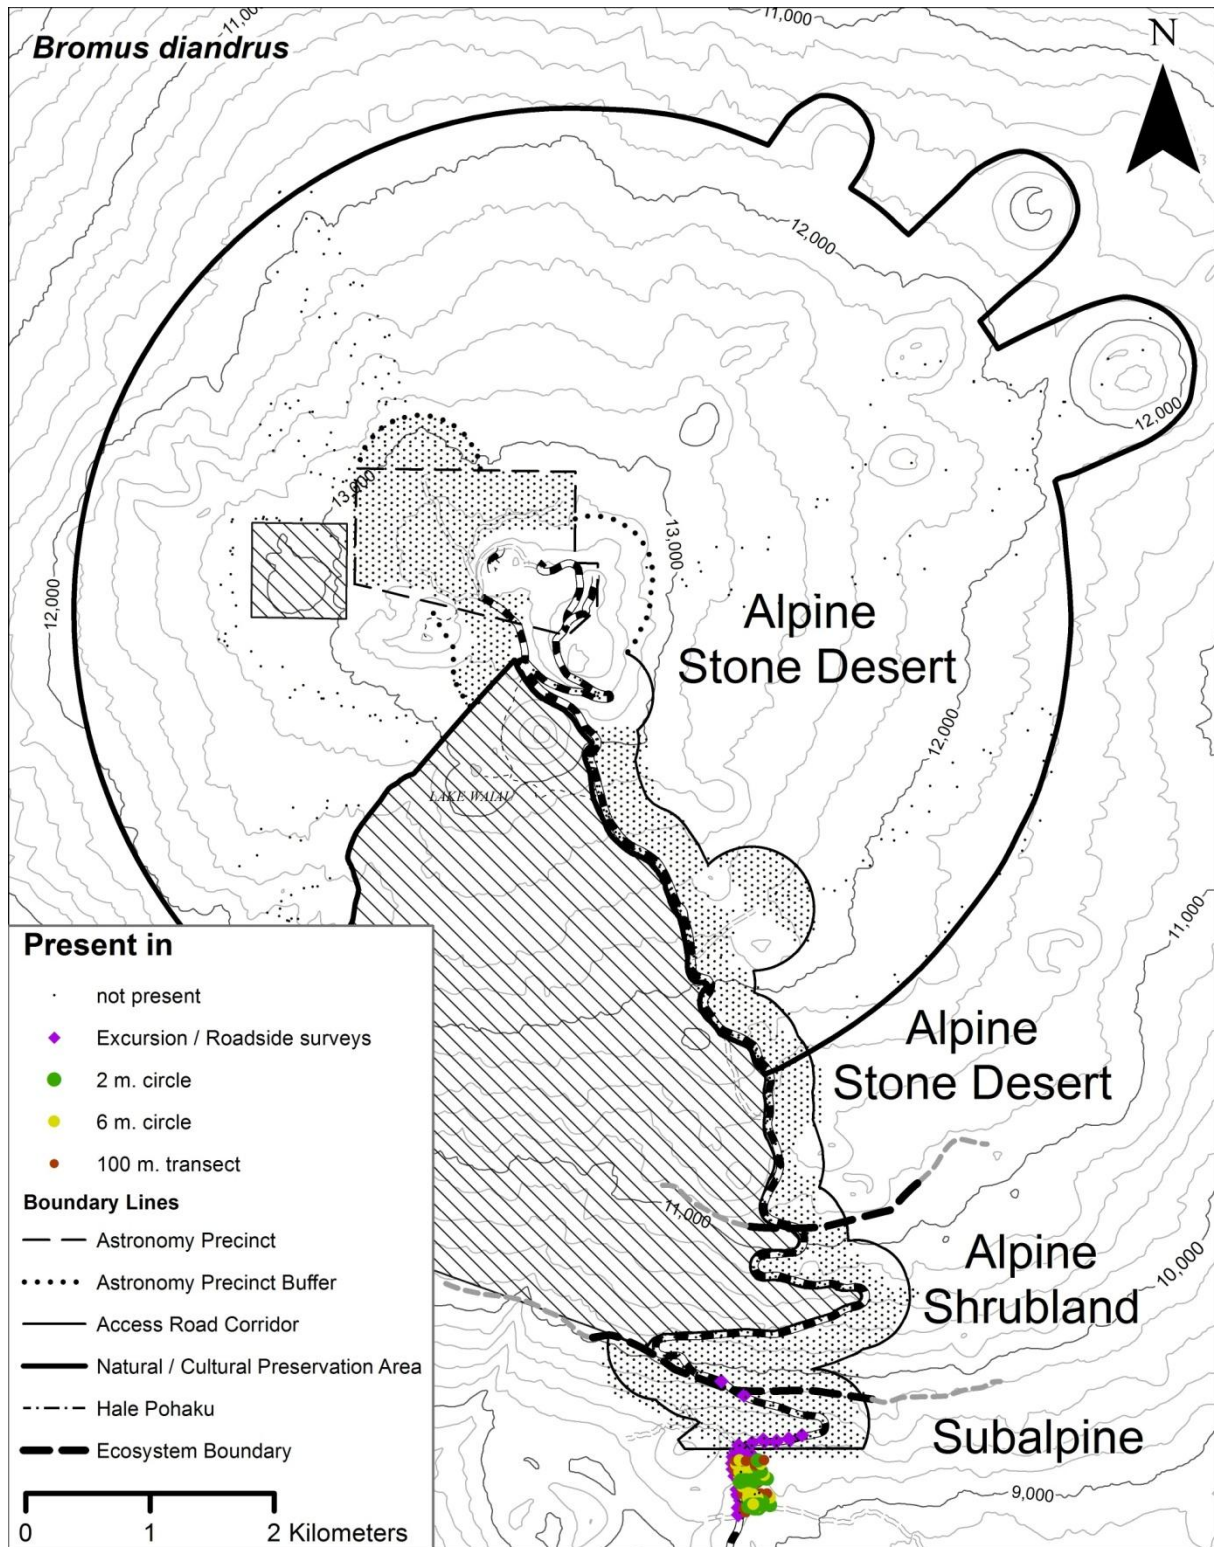 11,000
11,000
Bromus diandrus
N
12,000
12,000
13,000
13,000
12,000
Alpine
Stone Desert
12,000
LAKE WAIAU
11,000
Present in
not present
Excursion / Roadside surveys
2 m. circle
6 m. circle
100 m. transect
Boundary Lines
Astronomy Precinct
Astronomy Precinct Buffer
Access Road Corridor
Natural / Cultural Preservation Area
Hale Pohaku
Ecosystem Boundary
0 1 2 Kilometers
Alpine
Stone Desert
11,000
Alpine
Shrubland
10,000
Subalpine
9,000